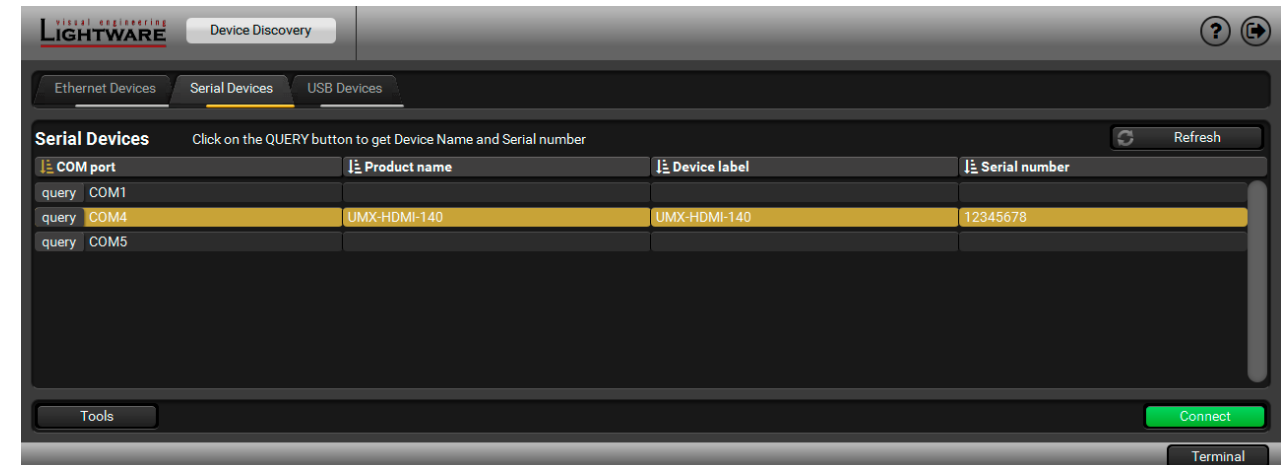 visual engineering
LIGHTWARE
Device Discovery
?
Ethernet Devices Serial Devices USB Devices
Serial Devices Click on the QUERY button to get Device Name and Serial number Refresh
COM port Product name Device label Serial number
query COM1
query COM4 UMX-HDMI-140 UMX-HDMI-140 12345678
query COM5
Tools Connect
Terminal